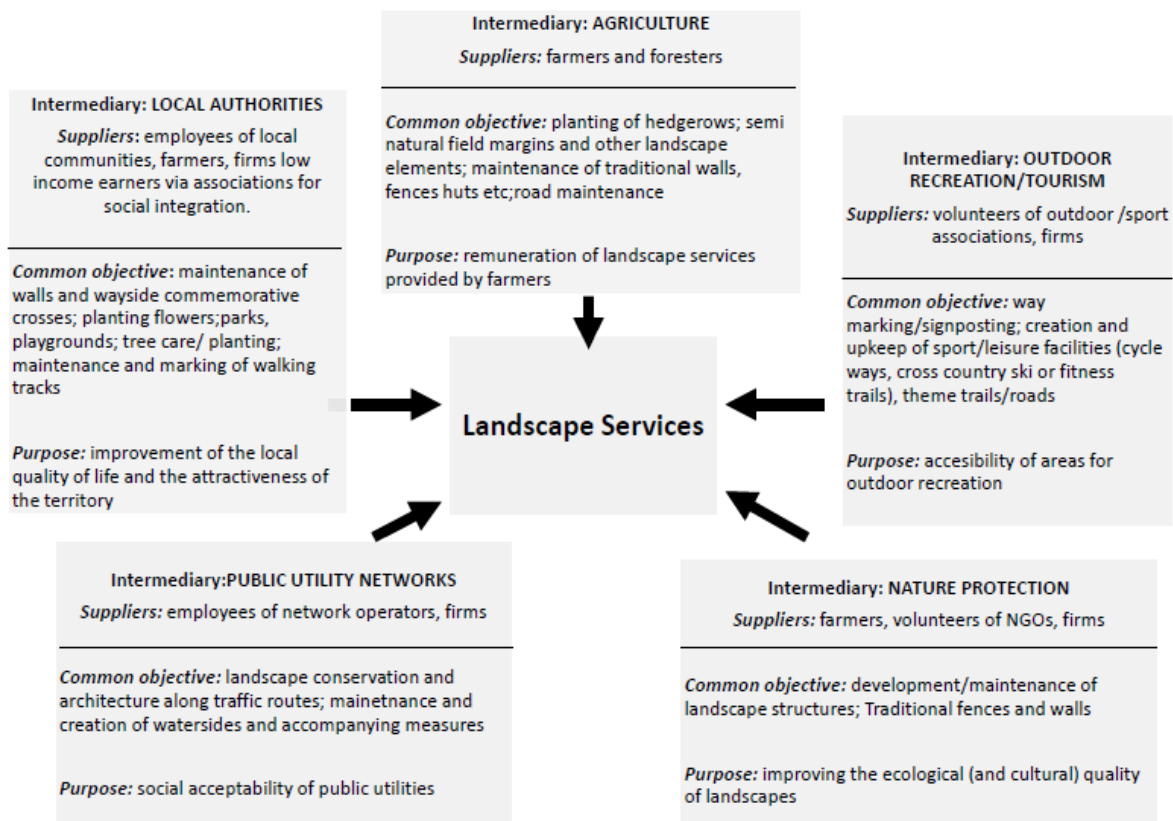 Intermediary: AGRICULTURE
Suppliers: farmers and foresters
Common objective: planting of hedgerows; semi
natural field margins and other landscape
elements; maintenance of traditional walls,
fences huts etc;road maintenance
Purpose: remuneration of landscape services
provided by farmers
Intermediary: LOCAL AUTHORITIES
Suppliers: employees of local
communities, farmers, firms low
income earners via associations for
social integration.
Common objective: maintenance of
walls and wayside commemorative
crosses; planting flowers;parks,
playgrounds; tree care/ planting;
maintenance and marking of walking
tracks
Purpose: improvement of the local
quality of life and the attractiveness of
the territory
Landscape Services
Intermediary: OUTDOOR
RECREATION/TOURISM
Suppliers: volunteers of outdoor /sport
associations, firms
Common objective: way
marking/signposting; creation and
upkeep of sport/leisure facilities (cycle
ways, cross country ski or fitness
trails), theme trails/roads
Purpose: accesibility of areas for
outdoor recreation
Intermediary:PUBLIC UTILITY NETWORKS
Suppliers: employees of network operators, firms
Common objective: landscape conservation and
architecture along traffic routes; mainetnance and
creation of watersides and accompanying measures
Purpose: social acceptability of public utilities
Intermediary: NATURE PROTECTION
Suppliers: farmers, volunteers of NGOs, firms
Common objective: development/maintenance of
landscape structures; Traditional fences and walls
Purpose: improving the ecological (and cultural) quality
of landscapes